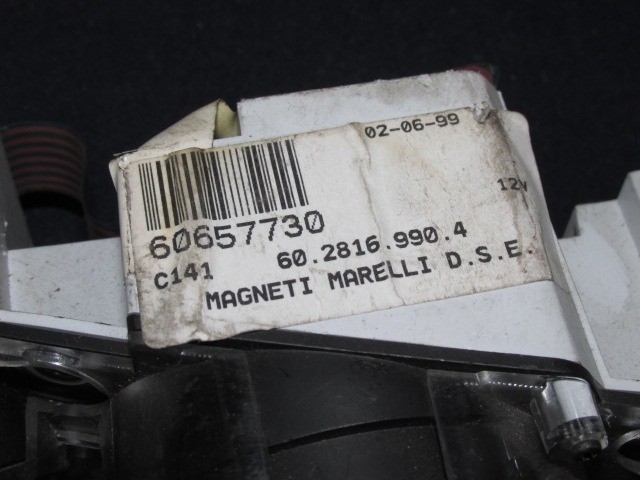 02-06-99
12V
60657730
C141 60.2816.990.4
MAGNETI MARELLI D.S.E.